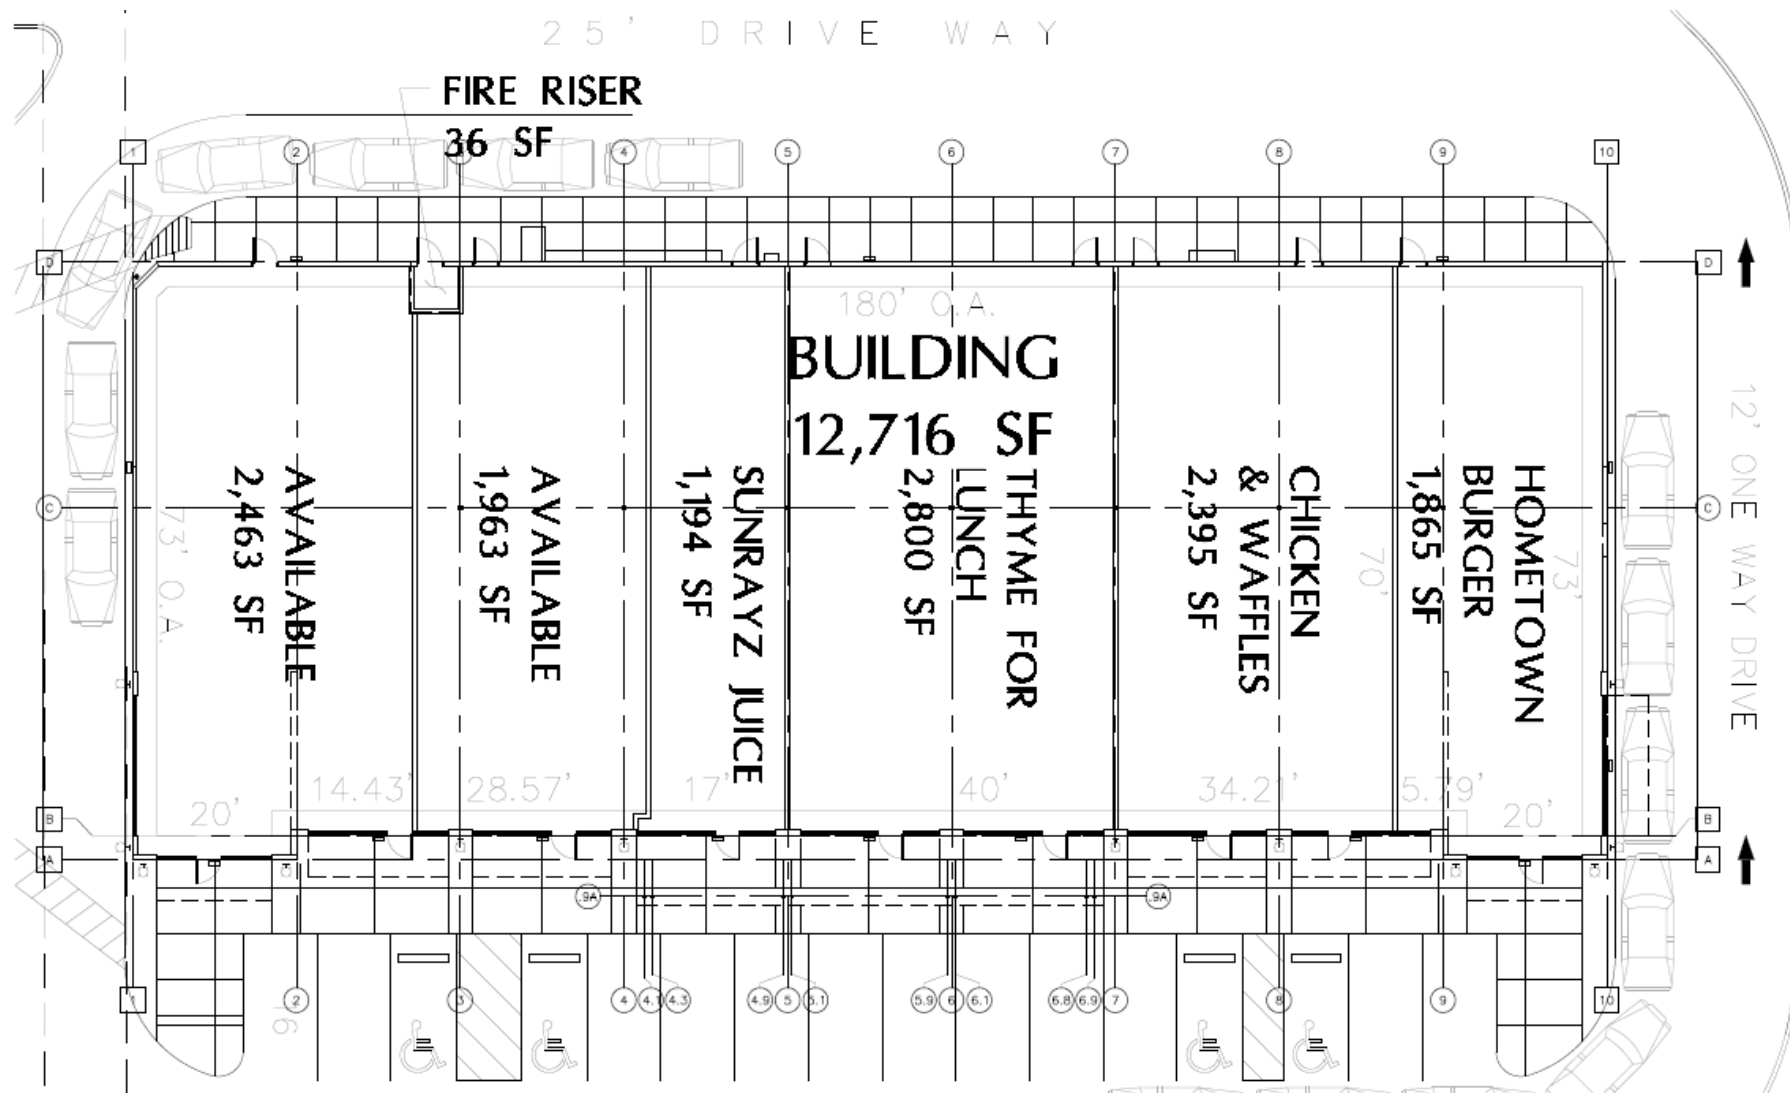 25' DRIVE WAY
FIRE RISER
36 SF
1
2
4
5
6
7
8
9
10
D
D
180' O.A.
BUILDING
12,716 SF
AVAILABLE
2,463 SF
AVAILABLE
1,963 SF
SUNRAYZ JUICE
1,194 SF
THYME FOR
LUNCH
2,800 SF
CHICKEN
& WAFFLES
2,395 SF
HOMETOWN
BURGER
1,865 SF
C
C
73' O.A.
70'
73'
12' ONE WAY DRIVE
20'
14.43'
28.57'
17'
40'
34.21'
5.79'
20'
B
B
A
A
.9A
.9A
1
2
3
4
4.1
4.3
4.9
5
5.1
5.9
6
6.1
6.8
6.9
7
8
9
10
16'